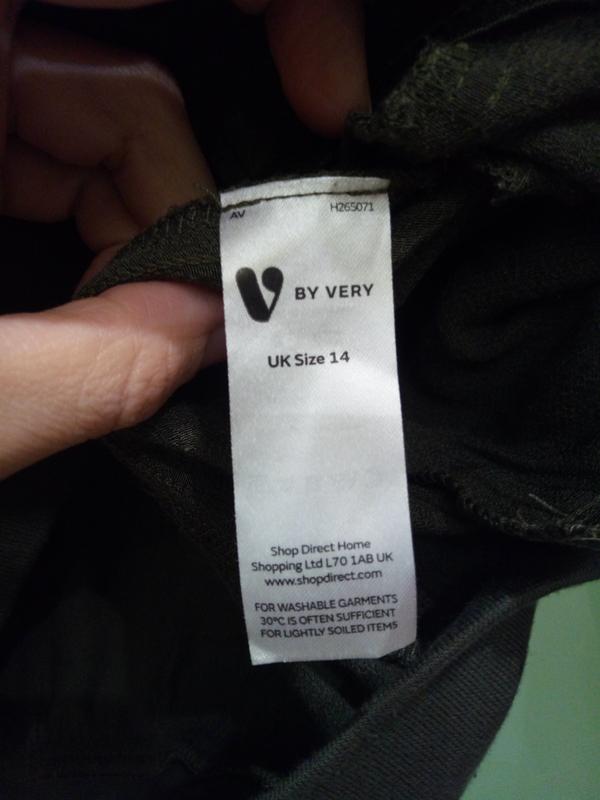 AV H265071
V BY VERY
UK Size 14
Shop Direct Home
Shopping Ltd L70 1AB UK
www.shopdirect.com
FOR WASHABLE GARMENTS
30°C IS OFTEN SUFFICIENT
FOR LIGHTLY SOILED ITEMS